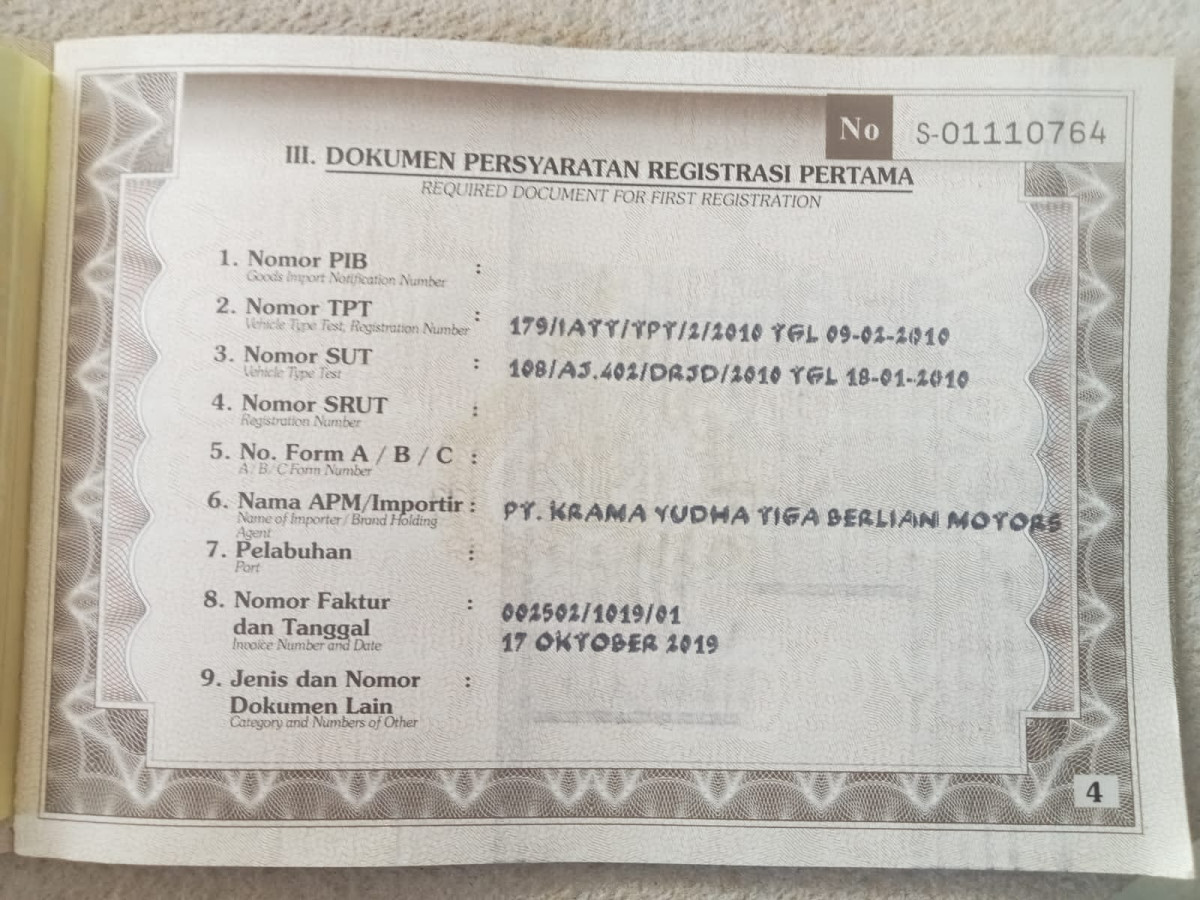 No S-01110764
III. DOKUMEN PERSYARATAN REGISTRASI PERTAMA
REQUIRED DOCUMENT FOR FIRST REGISTRATION
1. Nomor PIB :
Goods Import Notification Number
2. Nomor TPT : 179/IATT/TPT/2/2010 TGL 09-02-2010
Vehicle Type Test, Registration Number
3. Nomor SUT : 108/AJ.402/DRJD/2010 TGL 18-01-2010
Vehicle Type Test
4. Nomor SRUT :
Registration Number
5. No. Form A / B / C :
A / B / C Form Number
6. Nama APM/Importir : PT. KRAMA YUDHA TIGA BERLIAN MOTORS
Name of Importer / Brand Holding
Agent
7. Pelabuhan :
Port
8. Nomor Faktur : 002502/1019/01
dan Tanggal 17 OKTOBER 2019
Invoice Number and Date
9. Jenis dan Nomor :
Dokumen Lain
Category and Numbers of Other
4